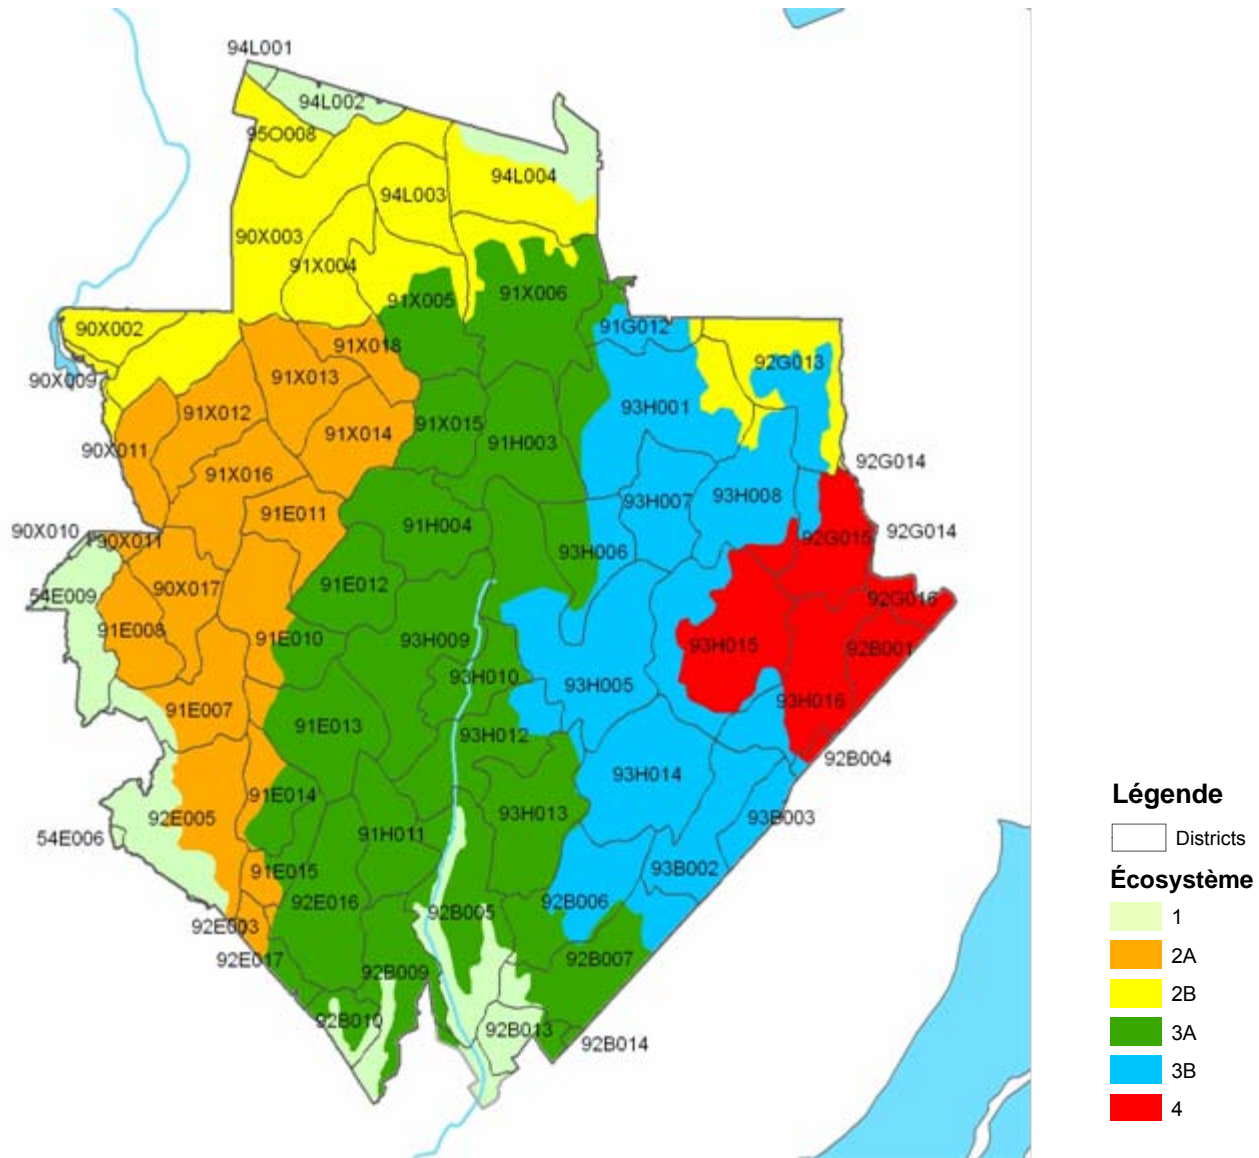 94L001
94L002
95O008
94L004
94L003
90X003
91X004
91X005
91X006
90X002
91G012
91X018
92G013
90X009
91X013
91X012
93H001
91X015
91X014
91H003
90X011
92G014
91X016
93H007
93H008
91E011
91H004
90X010
90X011
92G014
92G015
93H006
91E012
90X017
54E009
92G016
91E008
91E010
93H009
93H015
92B001
93H010
93H005
91E007
93H016
91E013
93H012
92B004
93H014
91E014
92E005
93H013
93B003
54E006
91H011
91E015
93B002
92E016
92B006
92B005
92E003
92E017
92B007
92B009
92B010
92B013
92B014
Légende
Districts
Écosystème
1
2A
2B
3A
3B
4